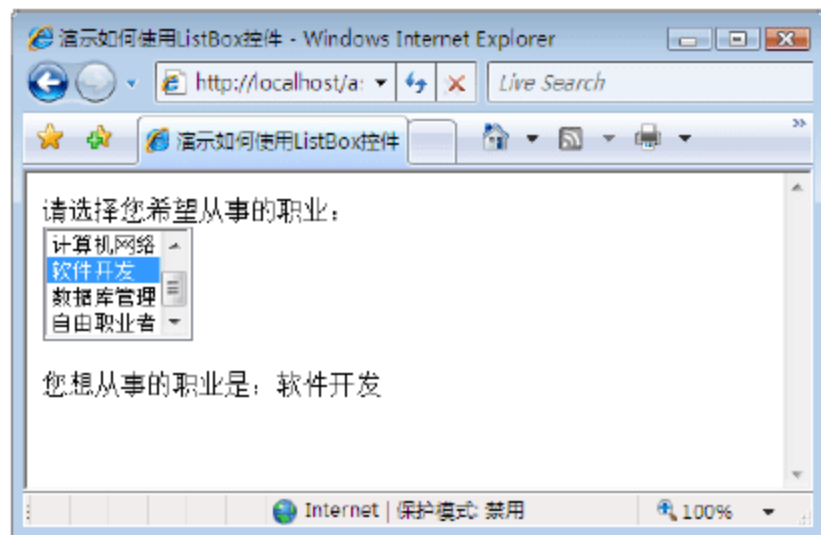 演示如何使用ListBox控件 - Windows Internet Explorer
http://localhost/a
Live Search
演示如何使用ListBox控件
请选择您希望从事的职业：
计算机网络
软件开发
数据库管理
自由职业者
您想从事的职业是：软件开发
Internet | 保护模式: 禁用
100%